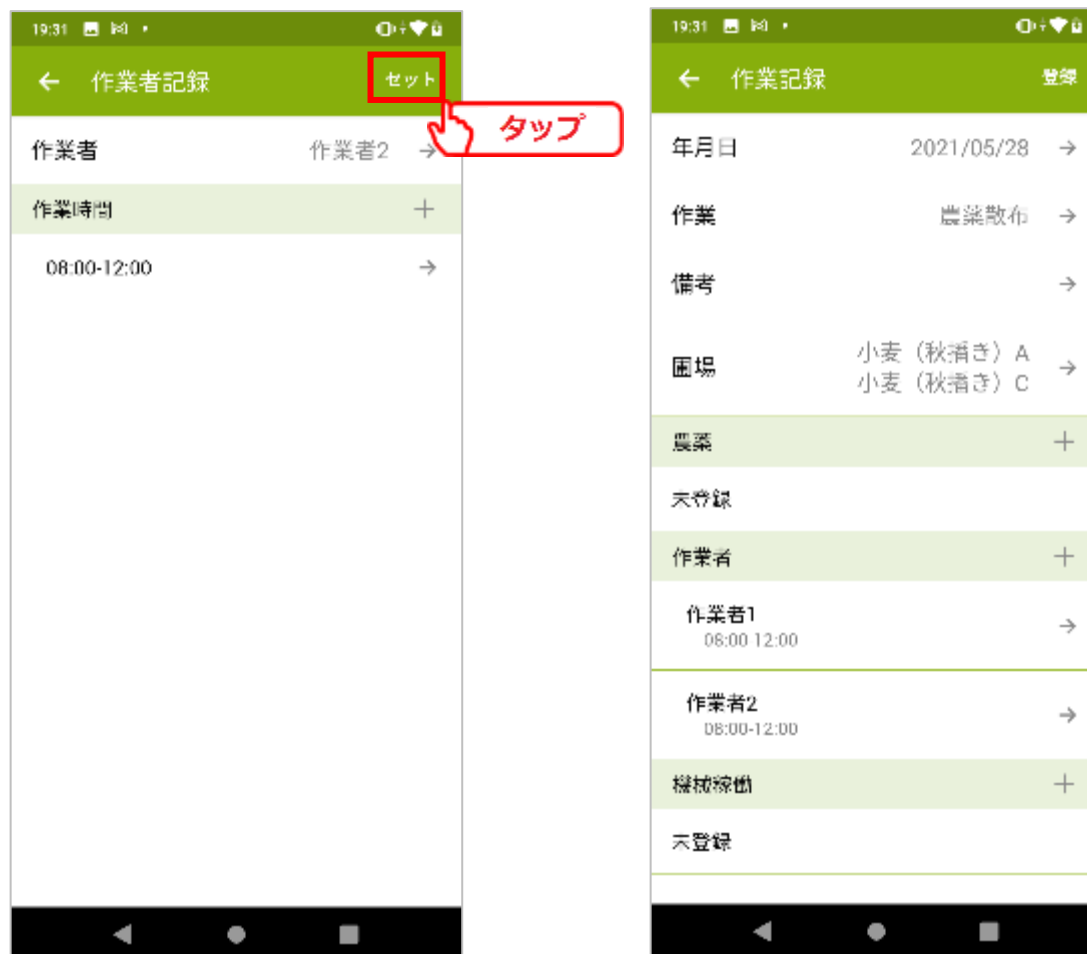 19:31
作業者記録
セット
タップ
作業者
作業者2
作業時間
08:00-12:00
19:31
作業記録
登録
年月日
2021/05/28
作業
農薬散布
備考
圃場
小麦（秋播き）A
小麦（秋播き）C
農薬
未登録
作業者
作業者1
08:00-12:00
作業者2
08:00-12:00
機械稼働
未登録